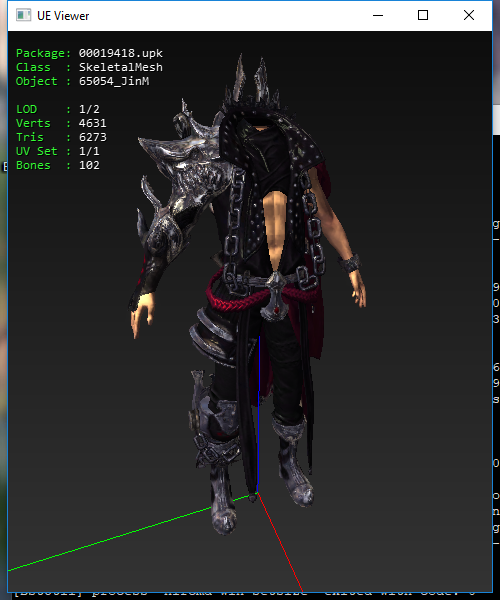 UE Viewer
Package: 00019418.upk
Class : SkeletalMesh
Object : 65054_JinM
LOD : 1/2
Verts : 4631
Tris : 6273
UV Set : 1/1
Bones : 102